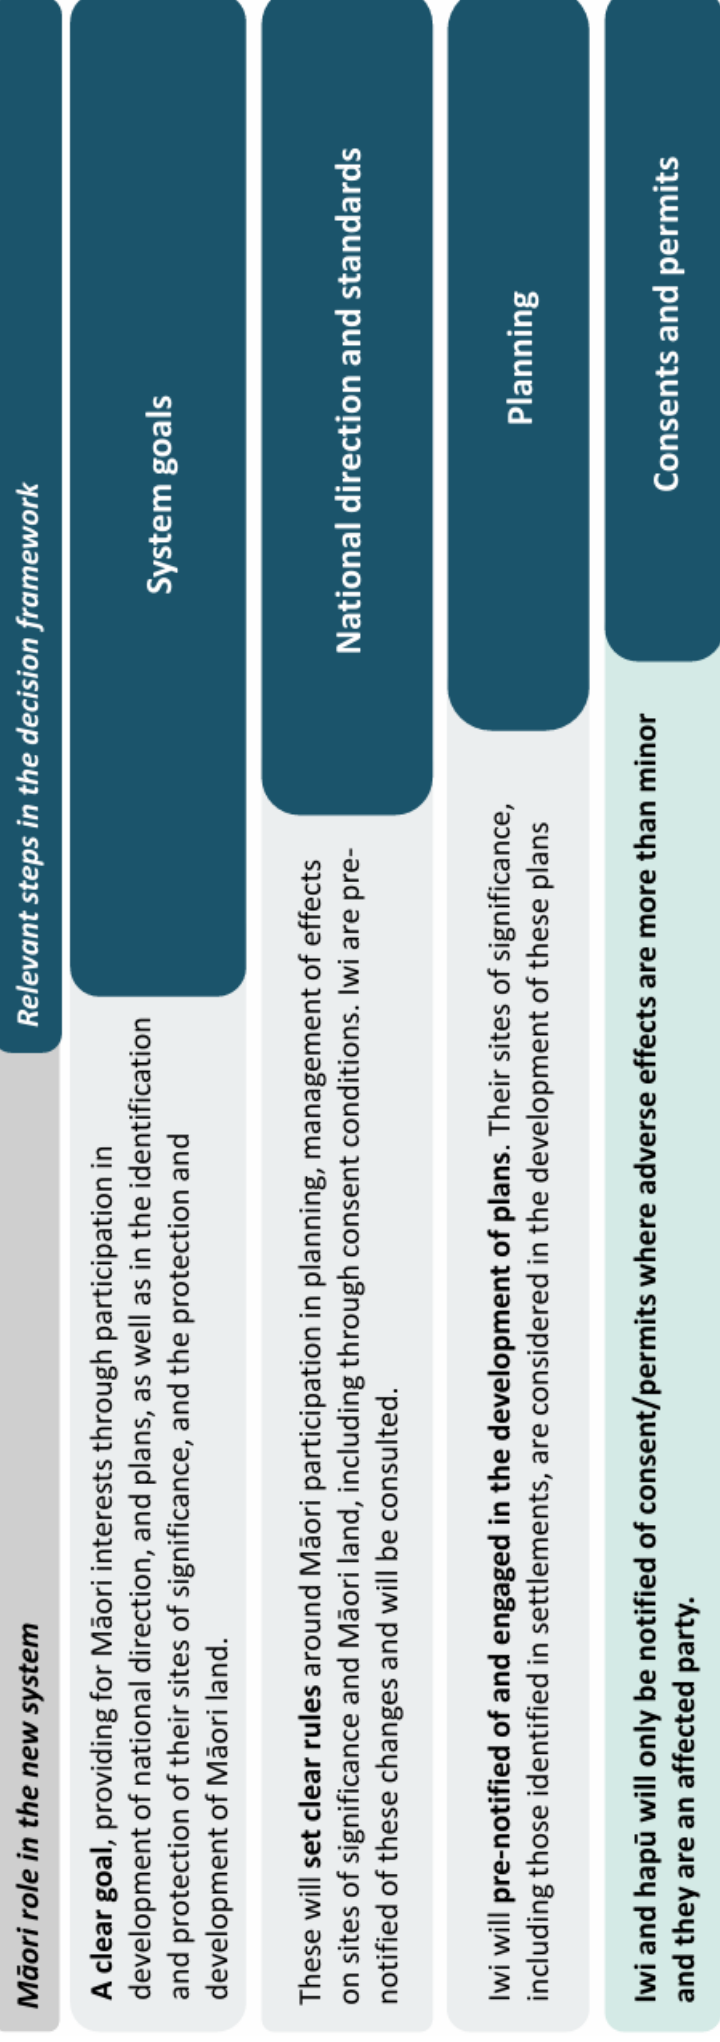 Māori role in the new system
Relevant steps in the decision framework
A clear goal, providing for Māori interests through participation in
development of national direction, and plans, as well as in the identification
and protection of their sites of significance, and the protection and
development of Māori land.
System goals
These will set clear rules around Māori participation in planning, management of effects
on sites of significance and Māori land, including through consent conditions. Iwi are pre-
notified of these changes and will be consulted.
National direction and standards
Iwi will pre-notified of and engaged in the development of plans. Their sites of significance,
including those identified in settlements, are considered in the development of these plans
Planning
Iwi and hapū will only be notified of consent/permits where adverse effects are more than minor
and they are an affected party.
Consents and permits